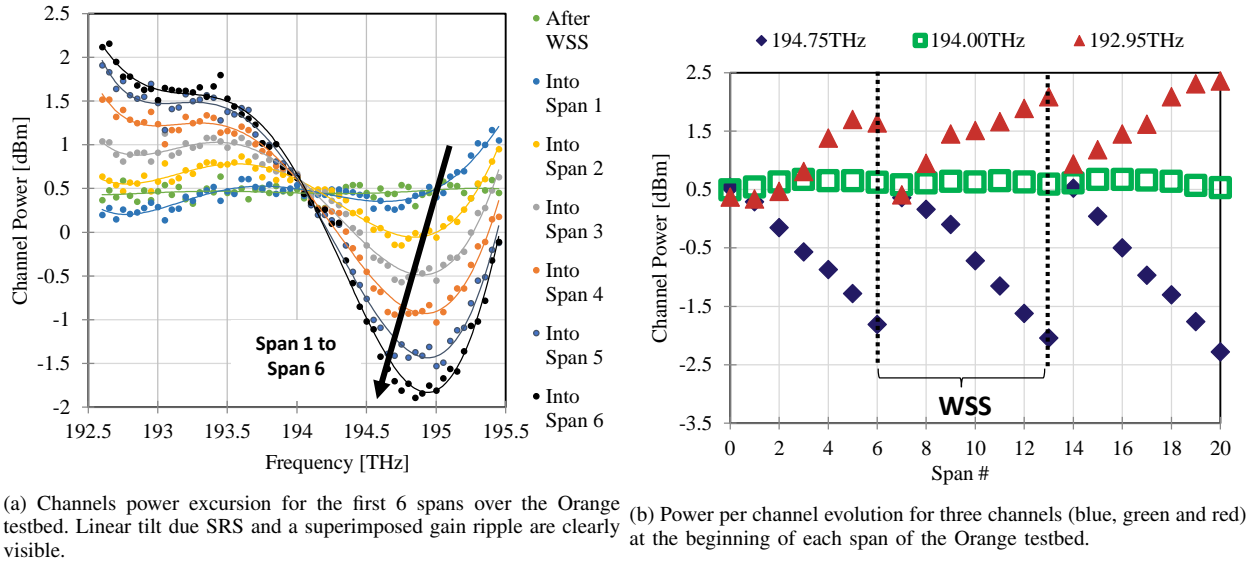 2.5
2
1.5
1
0.5
0
-0.5
-1
-1.5
-2
Channel Power [dBm]
192.5 193 193.5 194 194.5 195 195.5
Frequency [THz]
Span 1 to
Span 6
After
WSS
Into
Span 1
Into
Span 2
Into
Span 3
Into
Span 4
Into
Span 5
Into
Span 6
(a) Channels power excursion for the first 6 spans over the Orange
testbed. Linear tilt due SRS and a superimposed gain ripple are clearly
visible.
194.75THz 194.00THz 192.95THz
2.5
1.5
0.5
-0.5
-1.5
-2.5
-3.5
Channel Power [dBm]
WSS
0 2 4 6 8 10 12 14 16 18 20
Span #
(b) Power per channel evolution for three channels (blue, green and red)
at the beginning of each span of the Orange testbed.